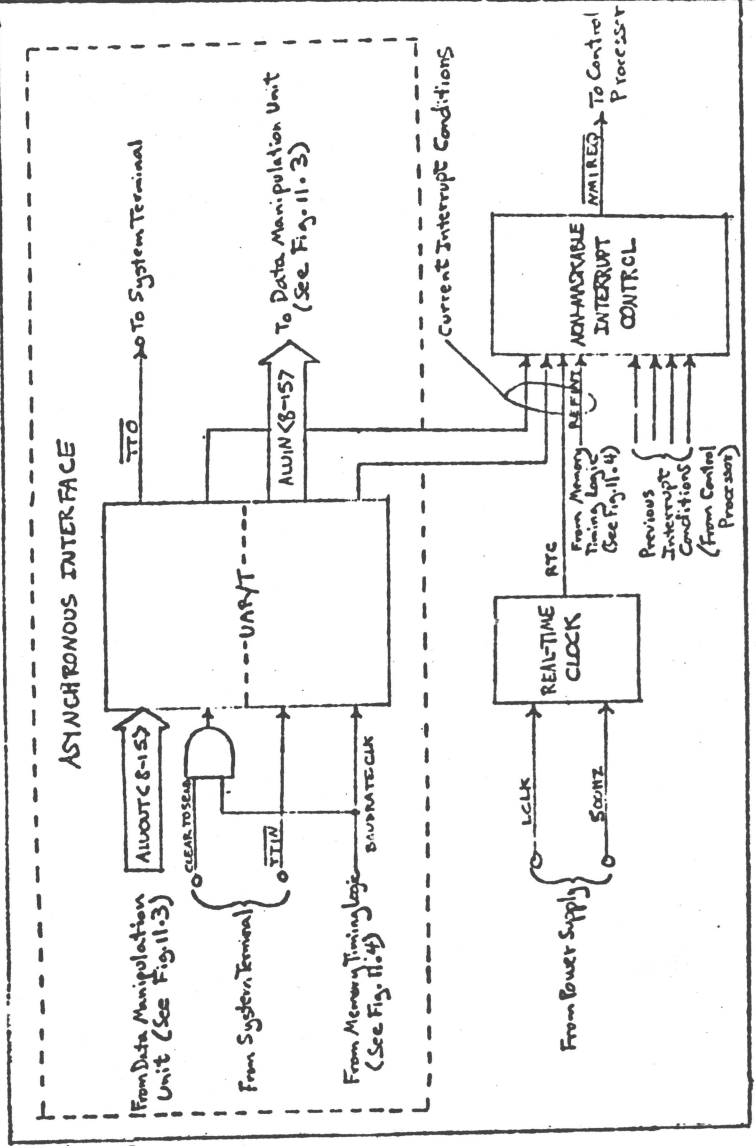 ASYNCHRONOUS INTERFACE
From Data Manipulation
Unit (See Fig. 11.3)
ALUOUT<8-15>
From System Terminal
CLEAR TO SEND
TTIN
From Memory Timing Logic
(See Fig. 11.4)
BAUDRATE CLK
UAR/T
TTO
To System Terminal
ALUIN<8-15>
To Data Manipulation Unit
(See Fig. 11.3)
Current Interrupt Conditions
From Power Supply
LCLK
500HZ
REAL-TIME
CLOCK
RTC
REFINT
From Memory
Timing Logic
(See Fig. 11.4)
Previous
Interrupt
Conditions
(From Control
Processor)
NON-MASKABLE
INTERRUPT
CONTROL
NMIREQ
To Control
Processor